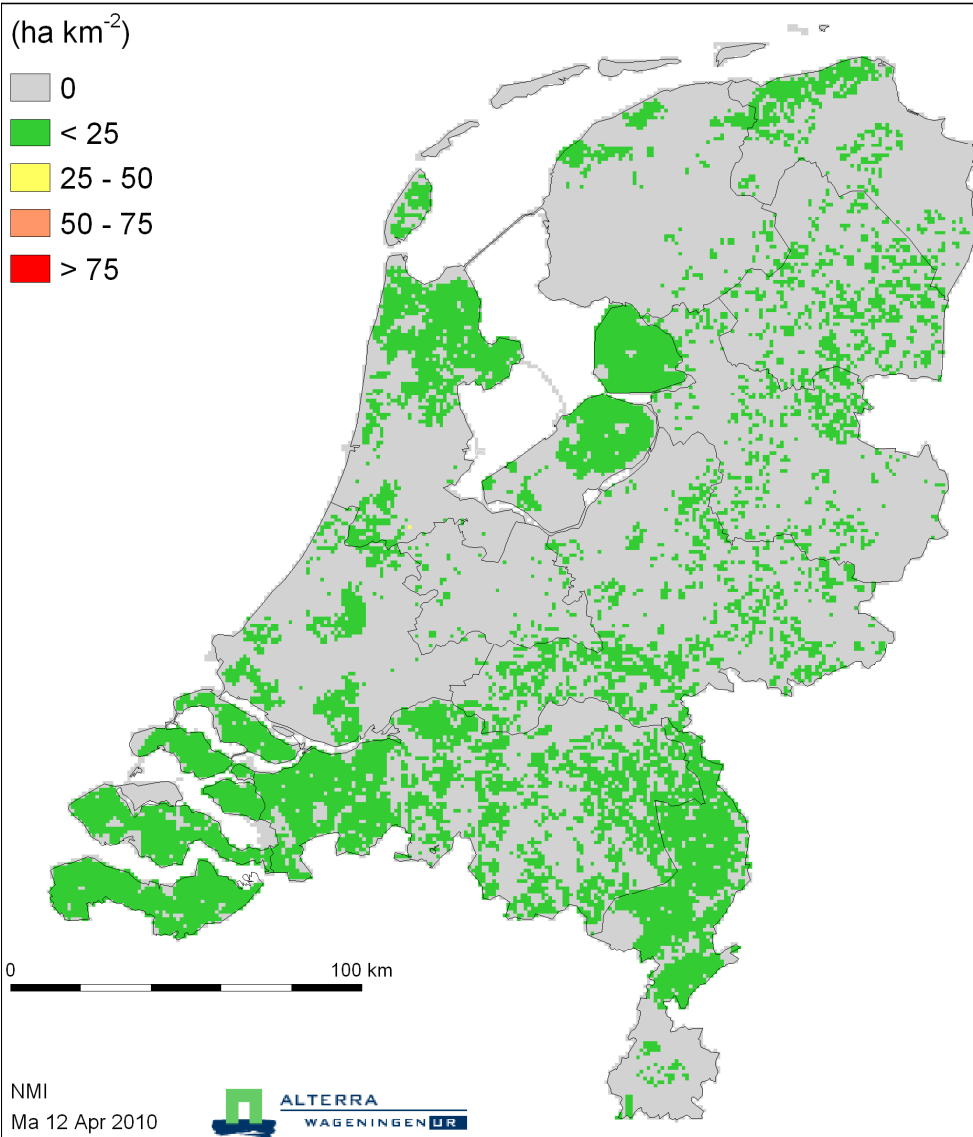 (ha km-2)
0
< 25
25 - 50
50 - 75
> 75
0 100 km
NMI
Ma 12 Apr 2010
ALTERRA
WAGENINGEN UR